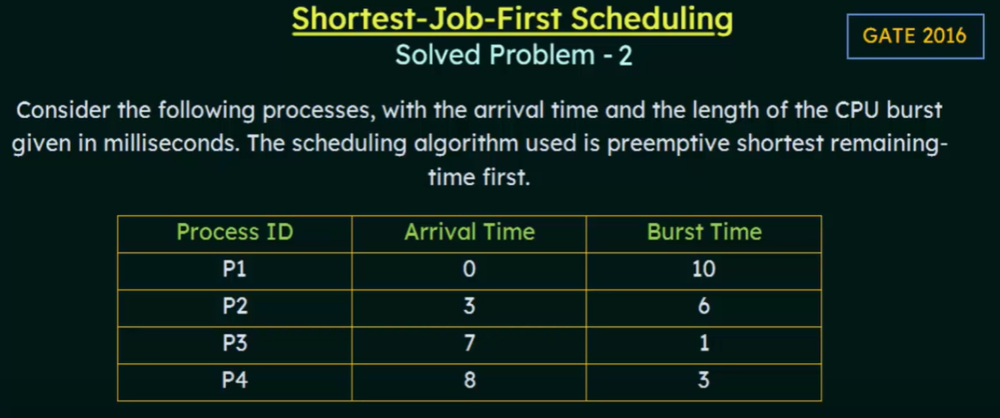 Shortest-Job-First Scheduling
Solved Problem - 2
GATE 2016
Consider the following processes, with the arrival time and the length of the CPU burst
given in milliseconds. The scheduling algorithm used is preemptive shortest remaining-
time first.
Process ID Arrival Time Burst Time
P1 0 10
P2 3 6
P3 7 1
P4 8 3